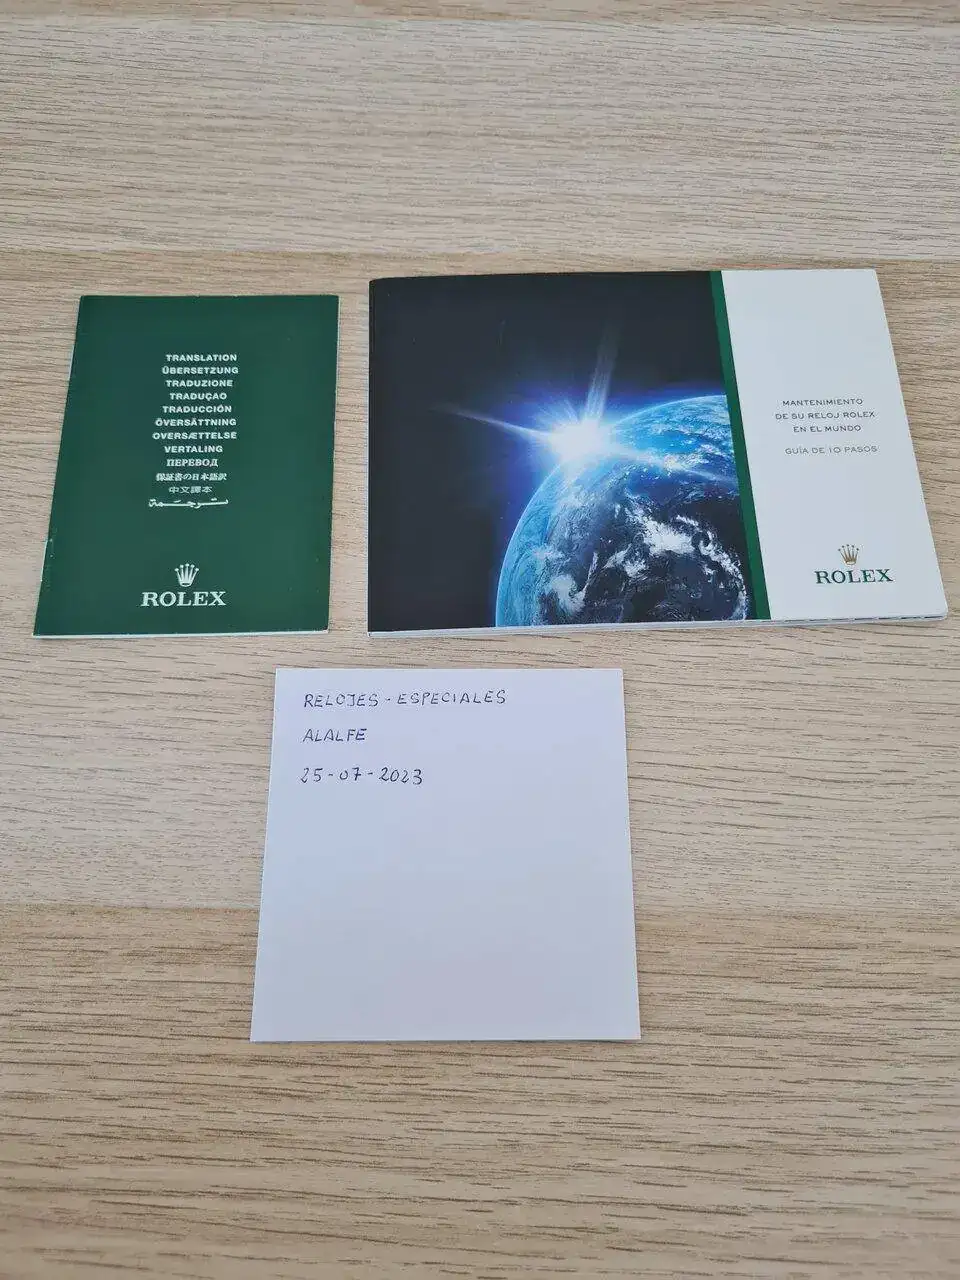 TRANSLATION
ÜBERSETZUNG
TRADUZIONE
TRADUÇAO
TRADUCCIÓN
ÖVERSÄTTNING
OVERSÆTTELSE
VERTALING
ПЕРЕВОД
保証書の日本語訳
中文譯本
ترجمة
ROLEX
MANTENIMIENTO
DE SU RELOJ ROLEX
EN EL MUNDO
GUÍA DE 10 PASOS
ROLEX
RELOJES - ESPECIALES
ALALFE
25-07-2023